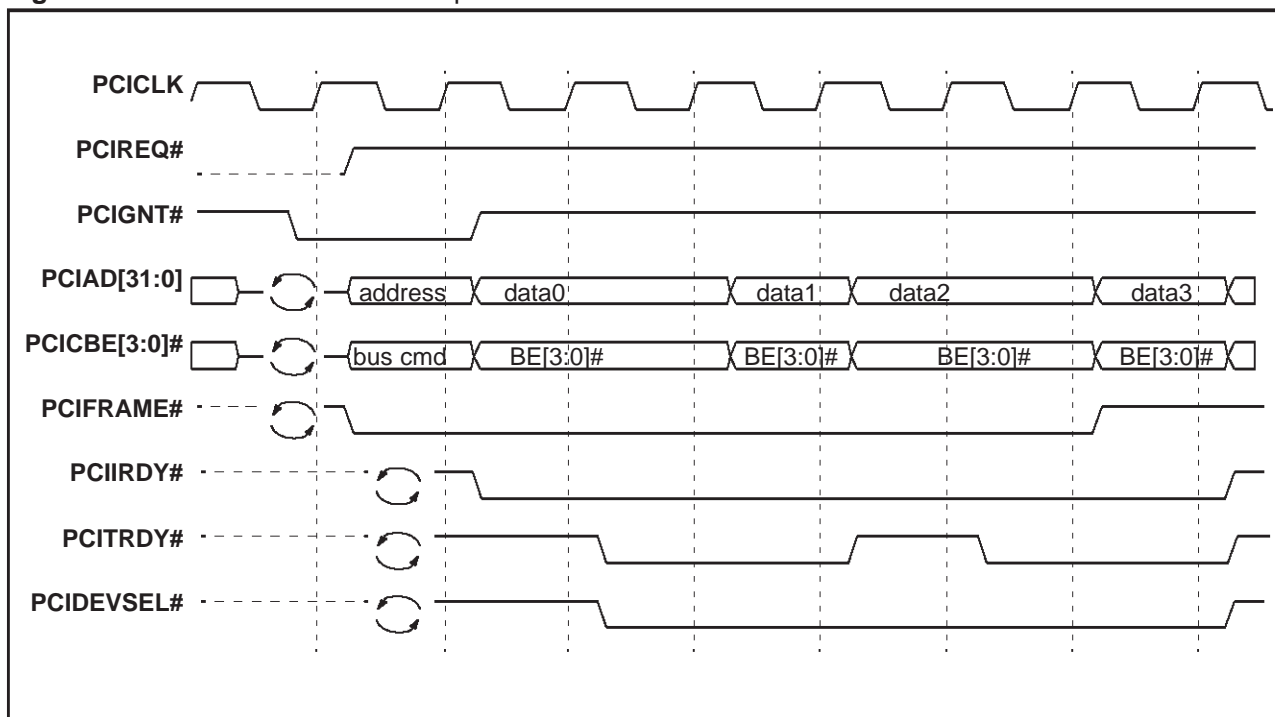 PCICLK
PCIREQ#
PCIGNT#
PCIAD[31:0] address data0 data1 data2 data3
PCICBE[3:0]# bus cmd BE[3:0]# BE[3:0]# BE[3:0]# BE[3:0]#
PCIFRAME#
PCIIRDY#
PCITRDY#
PCIDEVSEL#